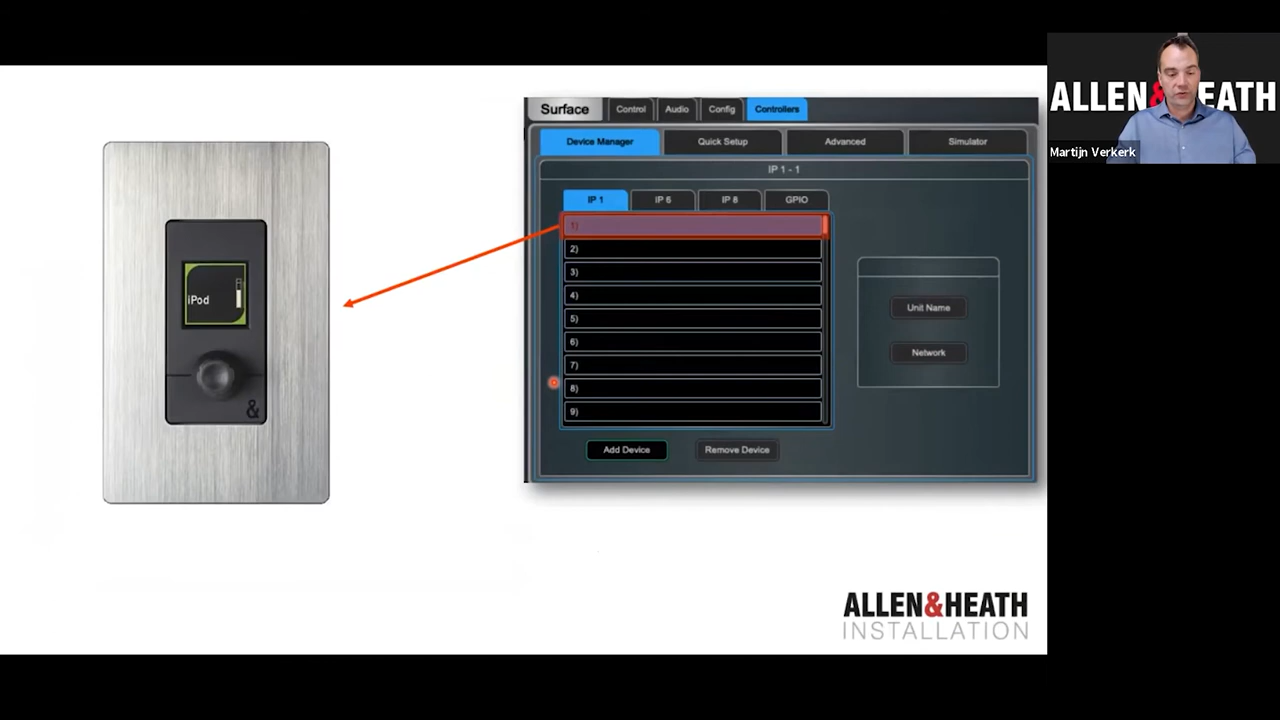 Surface
Control
Audio
Config
Controllers
Device Manager
Quick Setup
Advanced
Simulator
IP 1 - 1
IP 1
IP 6
IP 8
GPIO
1)
2)
3)
4)
5)
6)
7)
8)
9)
Unit Name
Network
Add Device
Remove Device
iPod
&
ALLEN&HEATH
INSTALLATION
ALLEN&HEATH
Martijn Verkerk